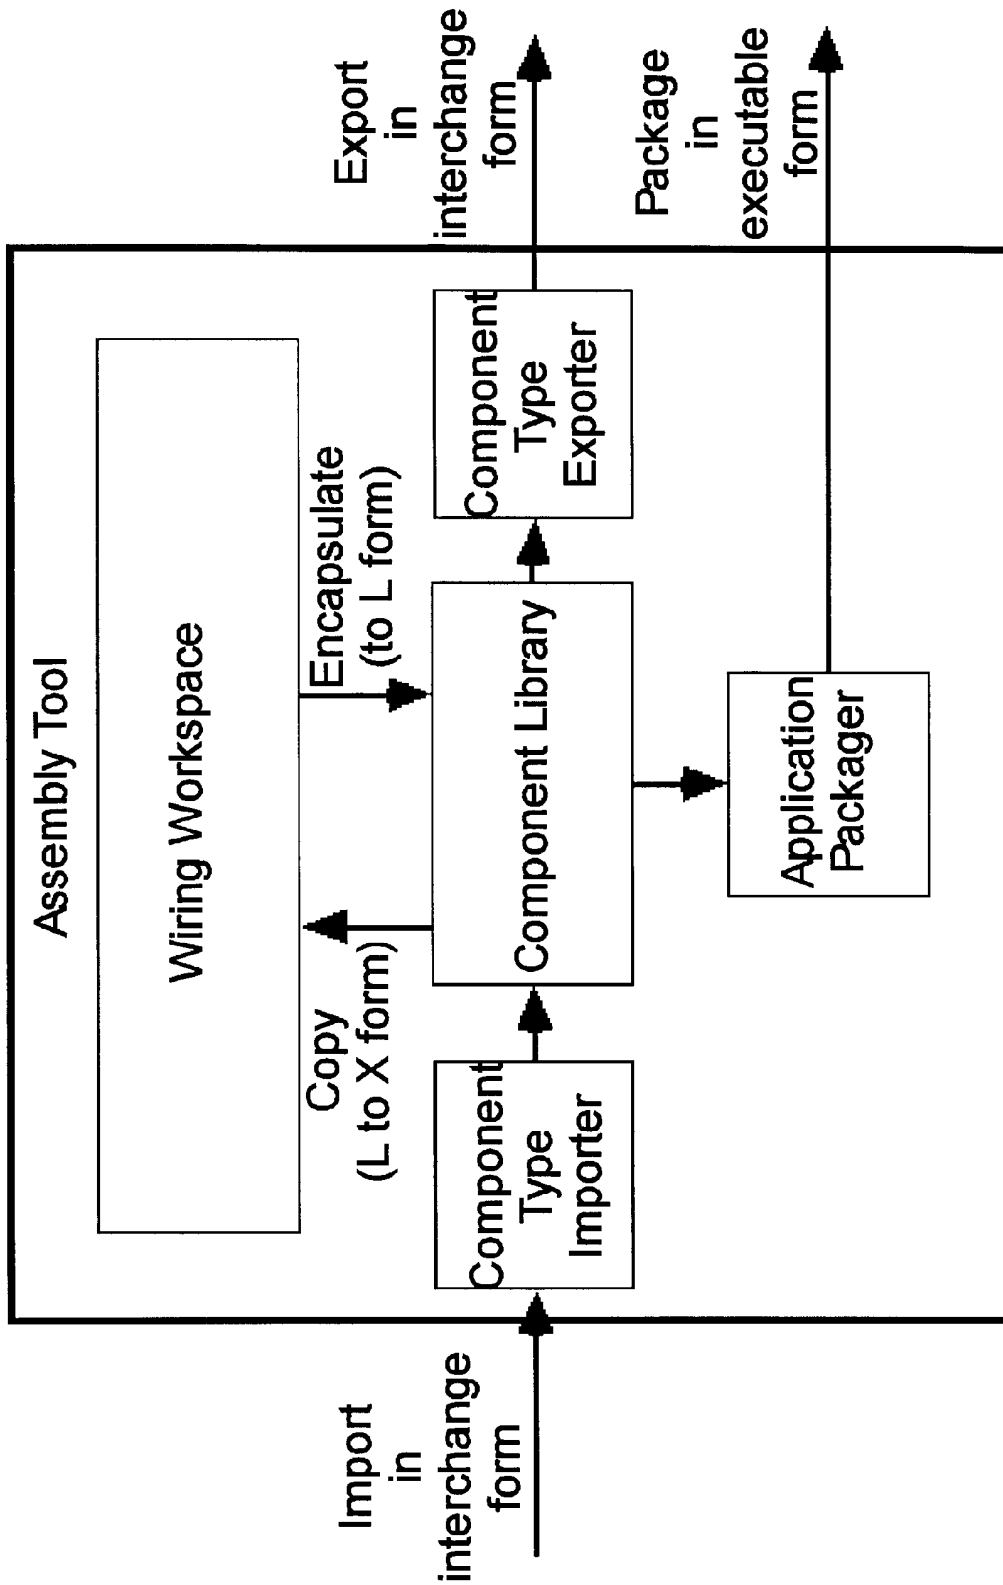 Assembly Tool
Wiring Workspace
Copy
(L to X form)
Encapsulate
(to L form)
Import
in
interchange
form
Component
Type
Importer
Component Library
Component
Type
Exporter
Export
in
interchange
form
Application
Packager
Package
in
executable
form